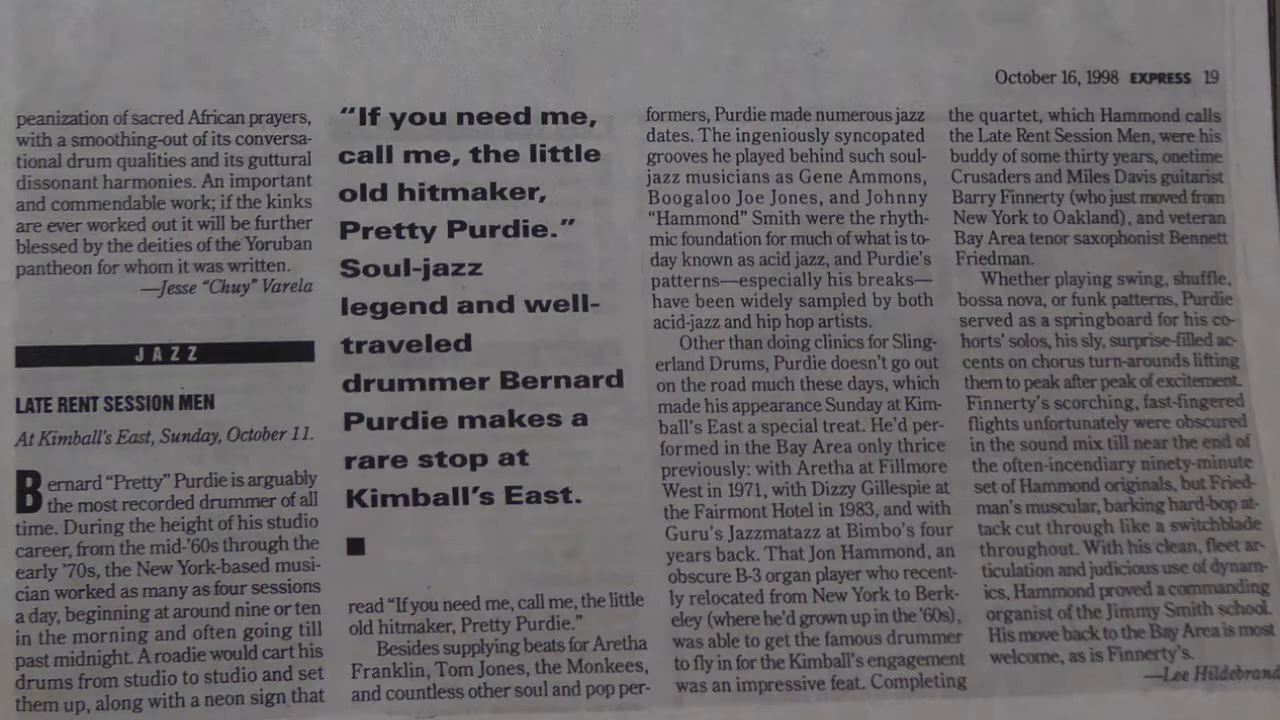 October 16, 1998 EXPRESS 19
peanization of sacred African prayers,
with a smoothing-out of its conversa-
tional drum qualities and its guttural
dissonant harmonies. An important
and commendable work; if the kinks
are ever worked out it will be further
blessed by the deities of the Yoruban
pantheon for whom it was written.
—Jesse “Chuy” Varela
JAZZ
LATE RENT SESSION MEN
At Kimball's East, Sunday, October 11.
Bernard “Pretty” Purdie is arguably
the most recorded drummer of all
time. During the height of his studio
career, from the mid-'60s through the
early '70s, the New York-based musi-
cian worked as many as four sessions
a day, beginning at around nine or ten
in the morning and often going till
past midnight. A roadie would cart his
drums from studio to studio and set
them up, along with a neon sign that
“If you need me,
call me, the little
old hitmaker,
Pretty Purdie.”
Soul-jazz
legend and well-
traveled
drummer Bernard
Purdie makes a
rare stop at
Kimball's East.
read “If you need me, call me, the little
old hitmaker, Pretty Purdie.”
Besides supplying beats for Aretha
Franklin, Tom Jones, the Monkees,
and countless other soul and pop per-
formers, Purdie made numerous jazz
dates. The ingeniously syncopated
grooves he played behind such soul-
jazz musicians as Gene Ammons,
Boogaloo Joe Jones, and Johnny
“Hammond” Smith were the rhyth-
mic foundation for much of what is to-
day known as acid jazz, and Purdie's
patterns—especially his breaks—
have been widely sampled by both
acid-jazz and hip hop artists.
Other than doing clinics for Sling-
erland Drums, Purdie doesn't go out
on the road much these days, which
made his appearance Sunday at Kim-
ball's East a special treat. He'd per-
formed in the Bay Area only thrice
previously: with Aretha at Fillmore
West in 1971, with Dizzy Gillespie at
the Fairmont Hotel in 1983, and with
Guru's Jazzmatazz at Bimbo's four
years back. That Jon Hammond, an
obscure B-3 organ player who recent-
ly relocated from New York to Berk-
eley (where he'd grown up in the '60s),
was able to get the famous drummer
to fly in for the Kimball's engagement
was an impressive feat. Completing
the quartet, which Hammond calls
the Late Rent Session Men, were his
buddy of some thirty years, onetime
Crusaders and Miles Davis guitarist
Barry Finnerty (who just moved from
New York to Oakland), and veteran
Bay Area tenor saxophonist Bennett
Friedman.
Whether playing swing, shuffle,
bossa nova, or funk patterns, Purdie
served as a springboard for his co-
horts' solos, his sly, surprise-filled ac-
cents on chorus turn-arounds lifting
them to peak after peak of excitement.
Finnerty's scorching, fast-fingered
flights unfortunately were obscured
in the sound mix till near the end of
the often-incendiary ninety-minute
set of Hammond originals, but Fried-
man's muscular, barking hard-bop at-
tack cut through like a switchblade
throughout. With his clean, fleet ar-
ticulation and judicious use of dynam-
ics, Hammond proved a commanding
organist of the Jimmy Smith school.
His move back to the Bay Area is most
welcome, as is Finnerty's.
—Lee Hildebrand